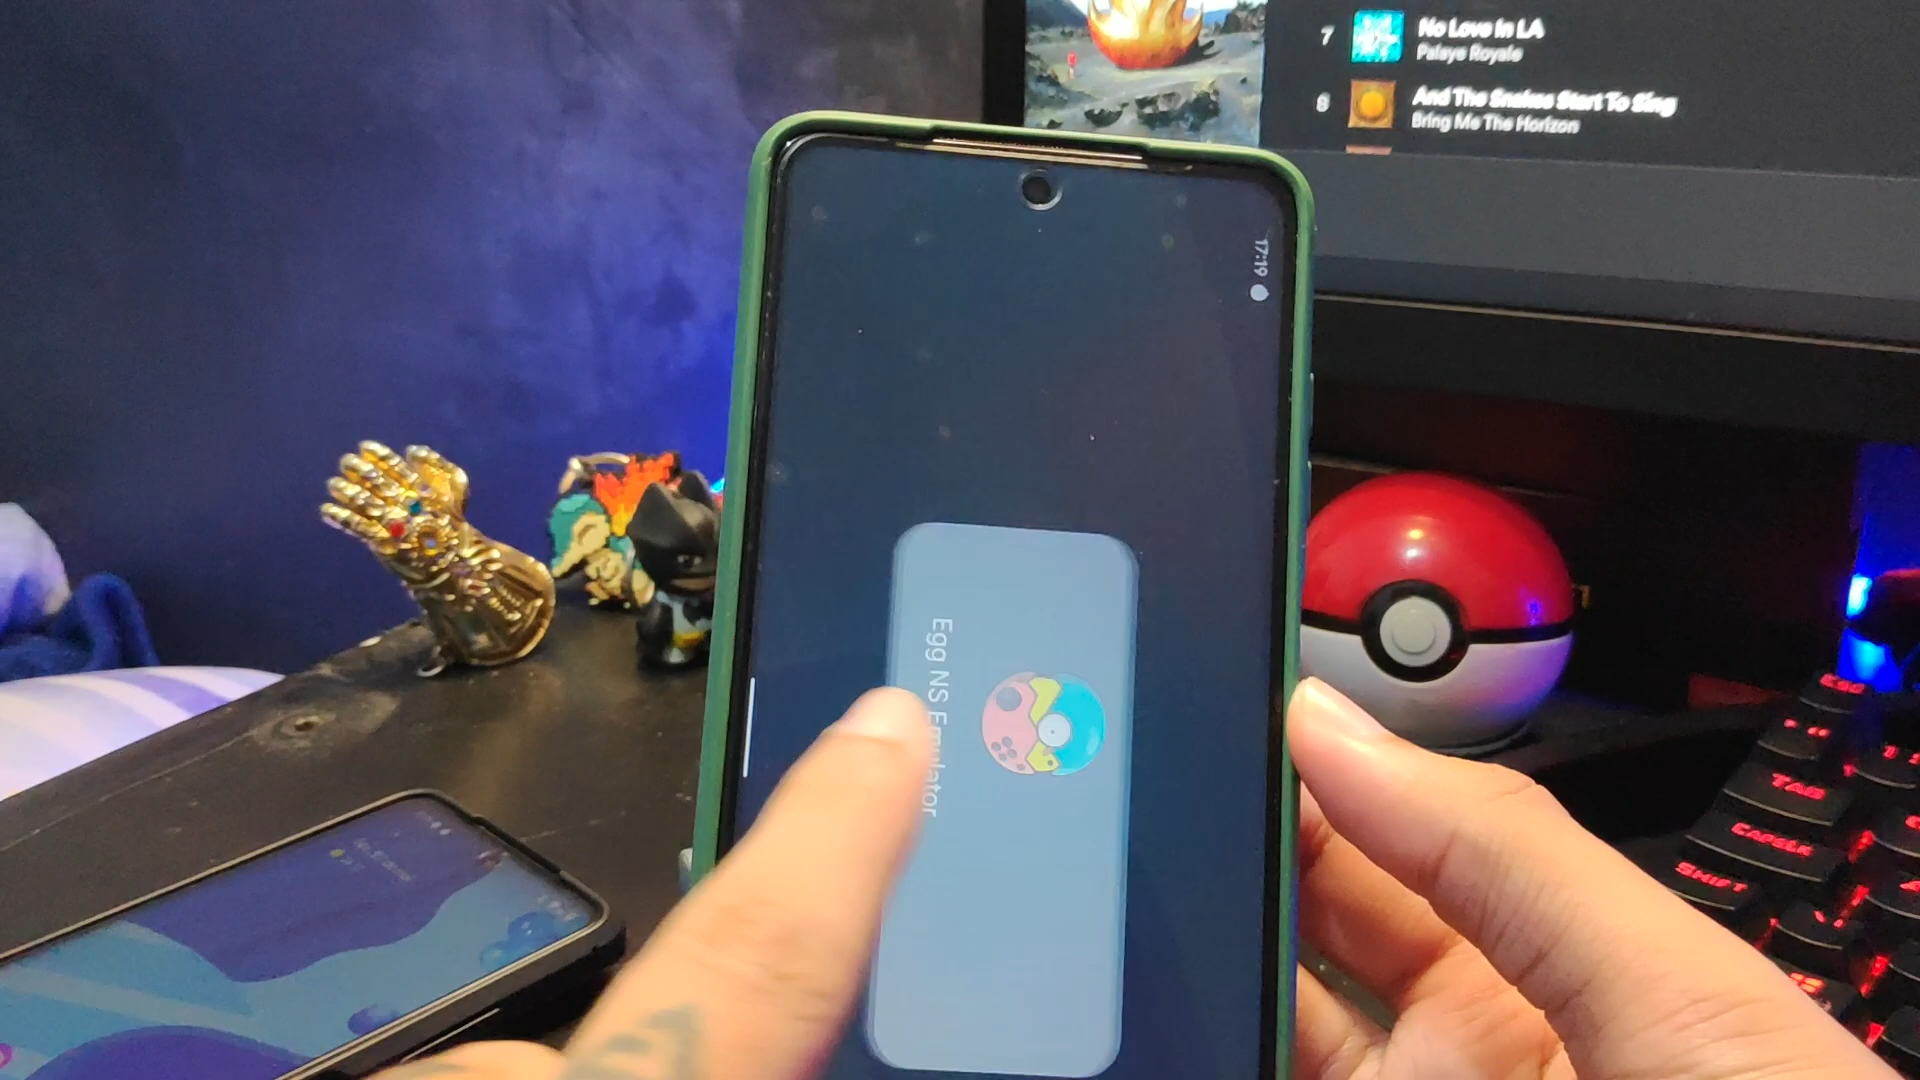 7
No Love In LA
Palaye Royale
8
And The Snakes Start To Sing
Bring Me The Horizon
17:19
Egg NS Emulator
ESC
TAB
CAPSLK
SHIFT